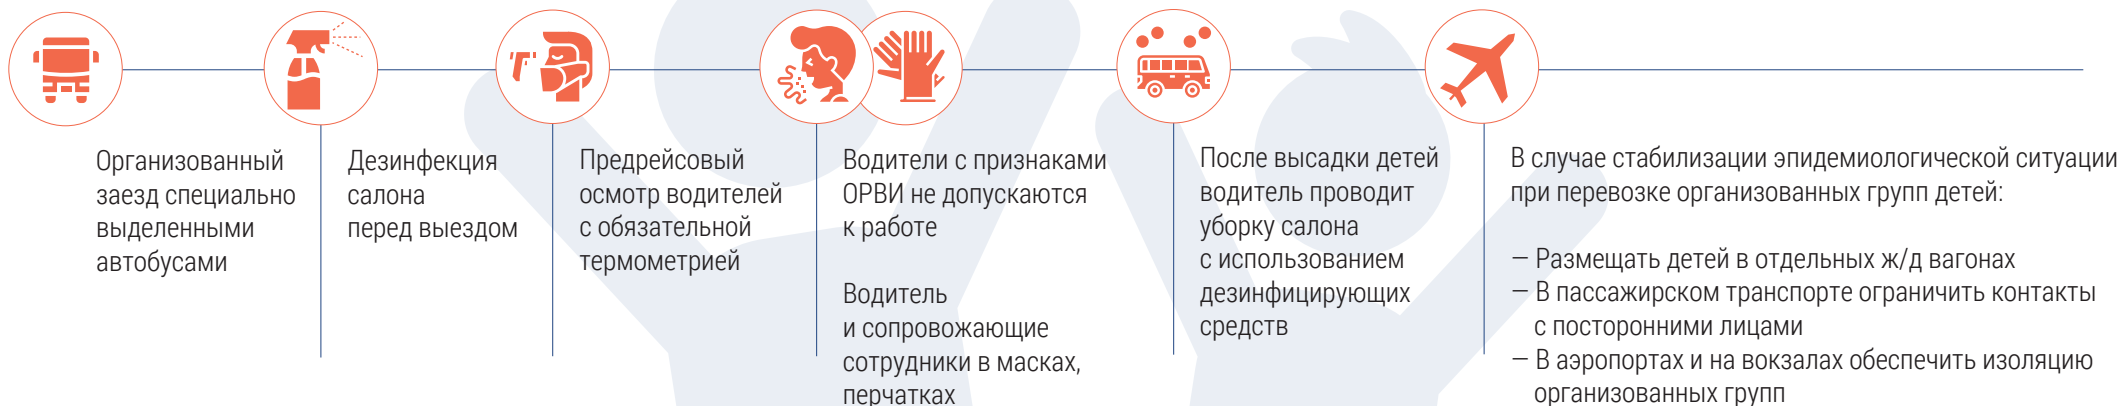 Организованный
заезд специально
выделенными
автобусами
Дезинфекция
салона
перед выездом
Предрейсовый
осмотр водителей
с обязательной
термометрией
Водители с признаками
ОРВИ не допускаются
к работе
Водитель
и сопровожающие
сотрудники в масках,
перчатках
После высадки детей
водитель проводит
уборку салона
с использованием
дезинфицирующих
средств
В случае стабилизации эпидемиологической ситуации
при перевозке организованных групп детей:
— Размещать детей в отдельных ж/д вагонах
— В пассажирском транспорте ограничить контакты
с посторонними лицами
— В аэропортах и на вокзалах обеспечить изоляцию
организованных групп